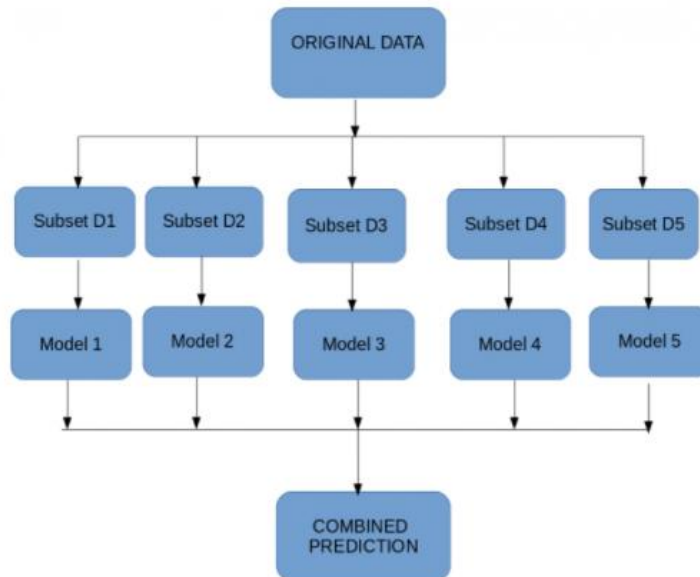 ORIGINAL DATA
Subset D1
Subset D2
Subset D3
Subset D4
Subset D5
Model 1
Model 2
Model 3
Model 4
Model 5
COMBINED
PREDICTION